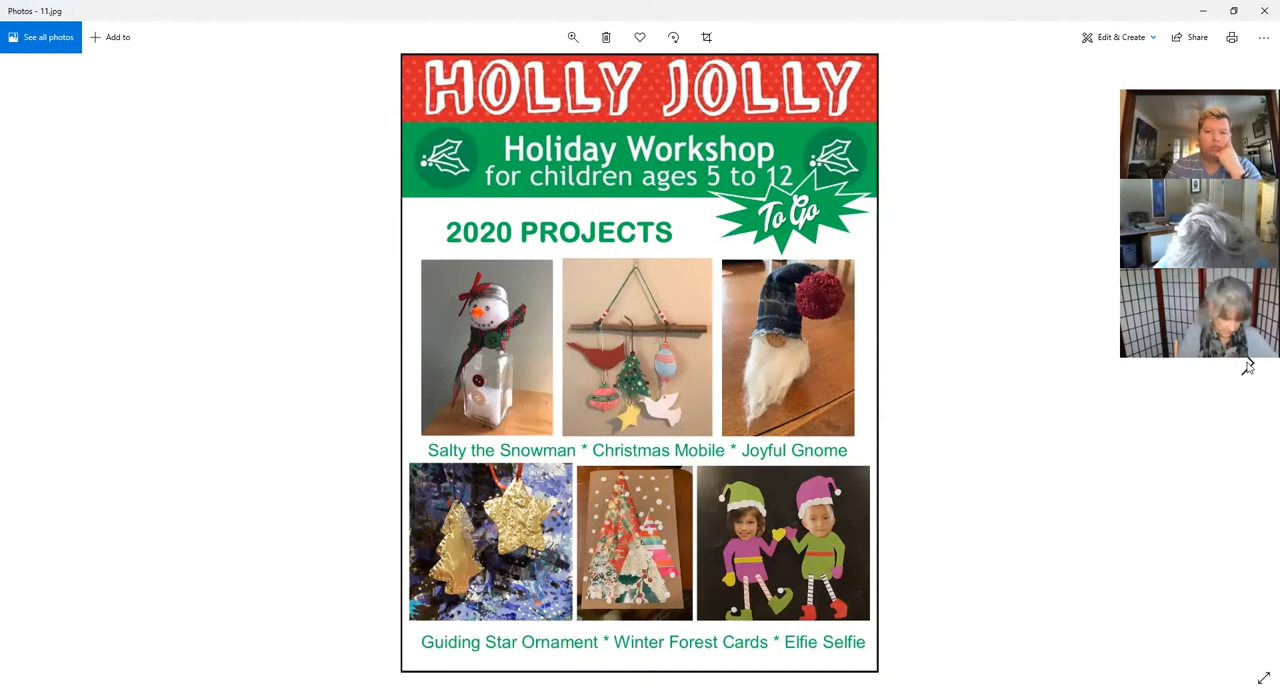 Photos - 11.jpg
See all photos
Add to
Edit & Create
Share
HOLLY JOLLY
Holiday Workshop
for children ages 5 to 12
To Go
2020 PROJECTS
Salty the Snowman * Christmas Mobile * Joyful Gnome
Guiding Star Ornament * Winter Forest Cards * Elfie Selfie